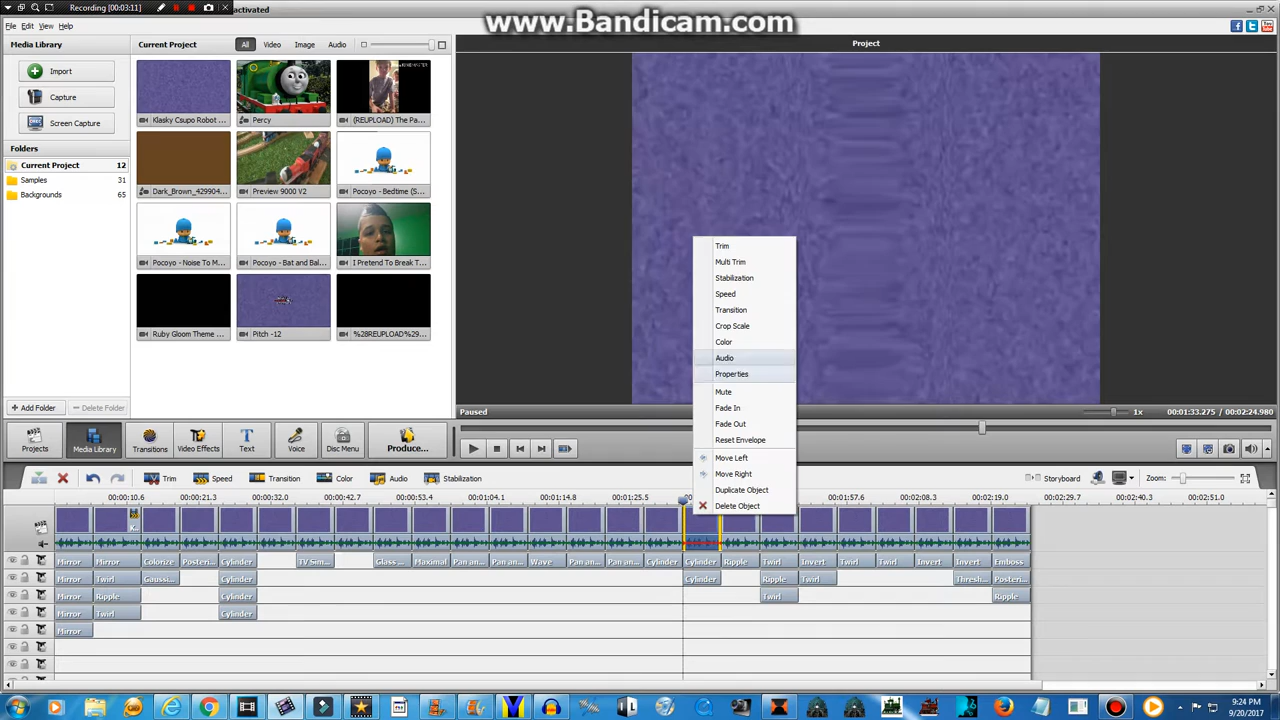 Recording [00:03:11]
activated
www.Bandicam.com
File Edit View Help
Media Library
Import
Capture
Screen Capture
Folders
Current Project 12
Samples 31
Backgrounds 65
Add Folder
Delete Folder
Current Project
All Video Image Audio
Klasky Csupo Robot ...
Percy
(REUPLOAD) The Pa...
Dark_Brown_429904...
Preview 9000 V2
Pocoyo - Bedtime (S...
Pocoyo - Noise To M...
Pocoyo - Bat and Bal...
I Pretend To Break T...
Ruby Gloom Theme ...
Pitch -12
%28REUPLOAD%29...
Project
Paused
1x
00:01:33.275 / 00:02:24.980
Trim
Multi Trim
Stabilization
Speed
Transition
Crop Scale
Color
Audio
Properties
Mute
Fade In
Fade Out
Reset Envelope
Move Left
Move Right
Duplicate Object
Delete Object
Projects
Media Library
Transitions
Video Effects
Text
Voice
Disc Menu
Produce...
Trim Speed Transition Color Audio Stabilization
Storyboard
Zoom:
00:00:10.6 00:00:21.3 00:00:32.0 00:00:42.7 00:00:53.4 00:01:04.1 00:01:14.8 00:01:25.5 00:01:57.6 00:02:08.3 00:02:19.0 00:02:29.7 00:02:40.3 00:02:51.0
K...
Mirror Mirror Colorize Posteri... Cylinder TV Sim... Glass ... Maximal Pan an... Pan an... Wave Pan an... Pan an... Cylinder Cylinder Ripple Twirl Invert Twirl Twirl Invert Invert Emboss
Twirl Gaussi... Cylinder Cylinder Ripple Twirl Thresh... Posteri...
Mirror Ripple Cylinder Twirl Ripple
Mirror Twirl Cylinder
Mirror
9:24 PM
9/20/2017